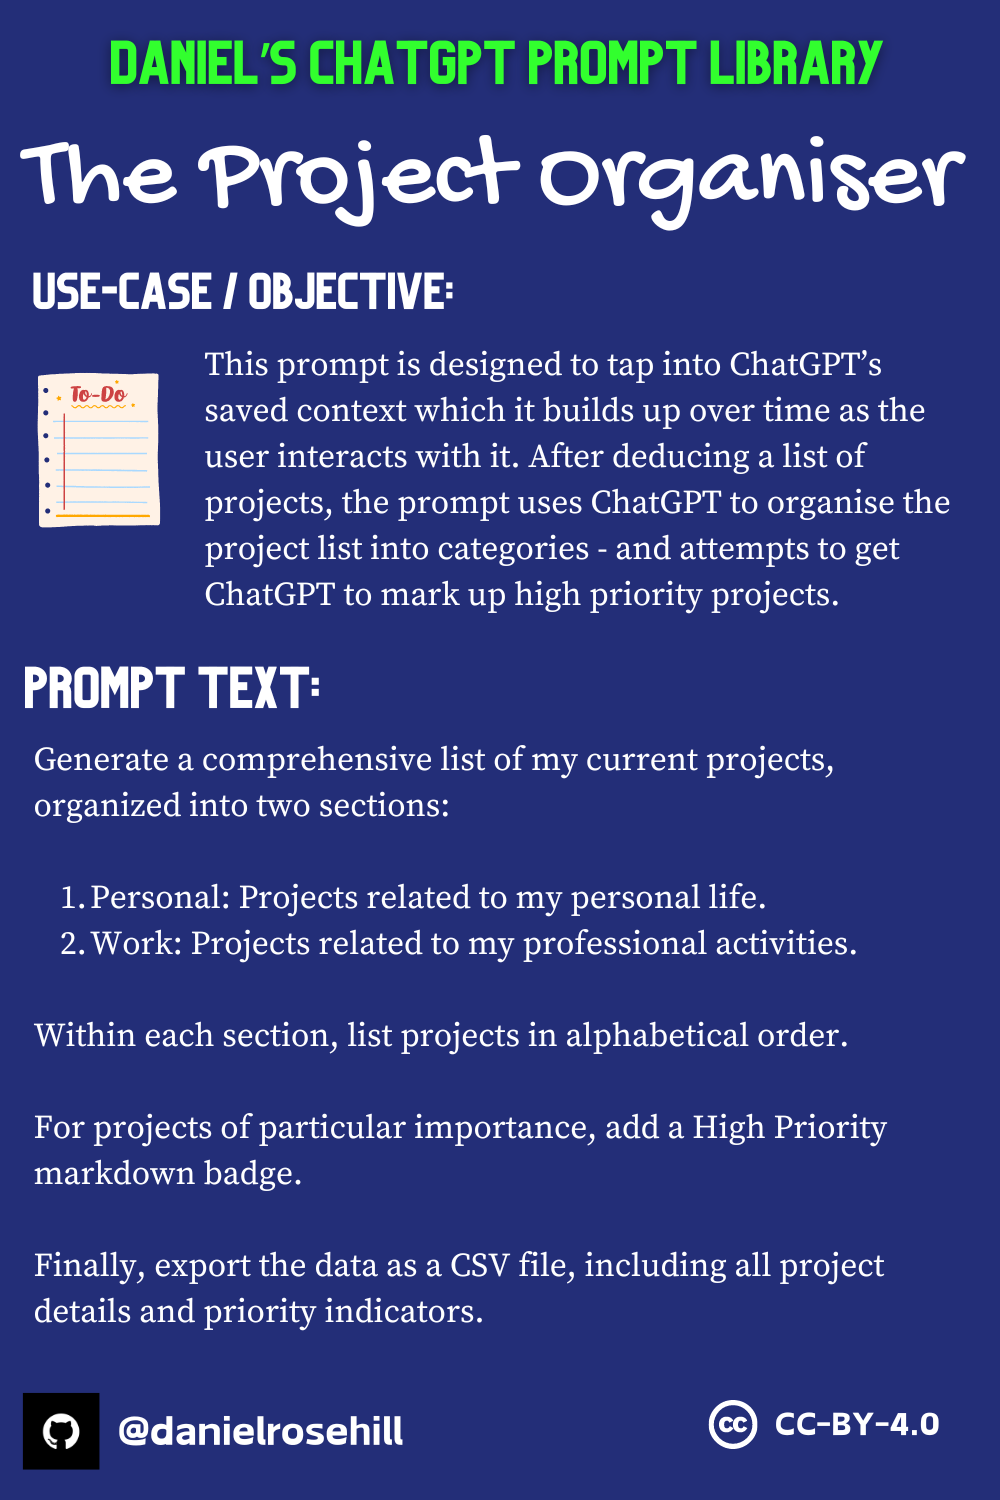 DANIEL'S CHATGPT PROMPT LIBRARY
The Project Organiser
USE-CASE / OBJECTIVE:
To-Do
This prompt is designed to tap into ChatGPT’s
saved context which it builds up over time as the
user interacts with it. After deducing a list of
projects, the prompt uses ChatGPT to organise the
project list into categories - and attempts to get
ChatGPT to mark up high priority projects.
PROMPT TEXT:
Generate a comprehensive list of my current projects,
organized into two sections:
1. Personal: Projects related to my personal life.
2. Work: Projects related to my professional activities.
Within each section, list projects in alphabetical order.
For projects of particular importance, add a High Priority
markdown badge.
Finally, export the data as a CSV file, including all project
details and priority indicators.
@danielrosehill
cc CC-BY-4.0